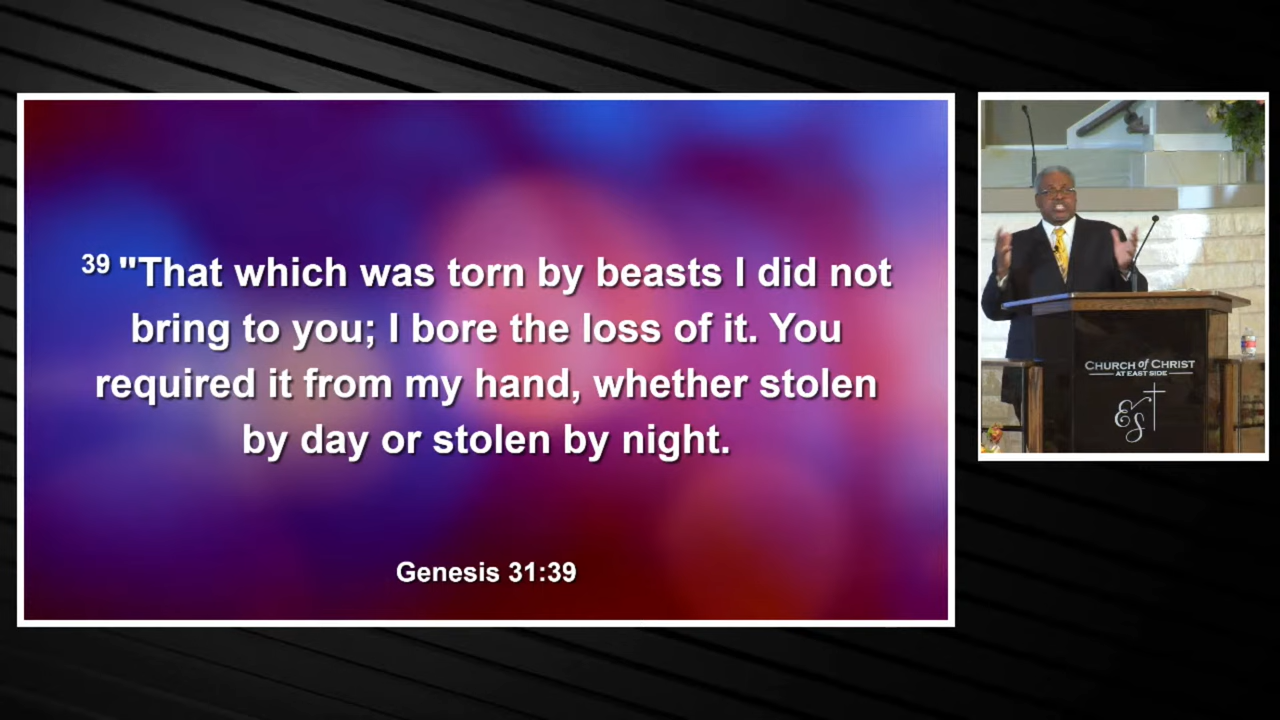 39 "That which was torn by beasts I did not
bring to you; I bore the loss of it. You
required it from my hand, whether stolen
by day or stolen by night.
Genesis 31:39
CHURCH of CHRIST
AT EAST SIDE
ES